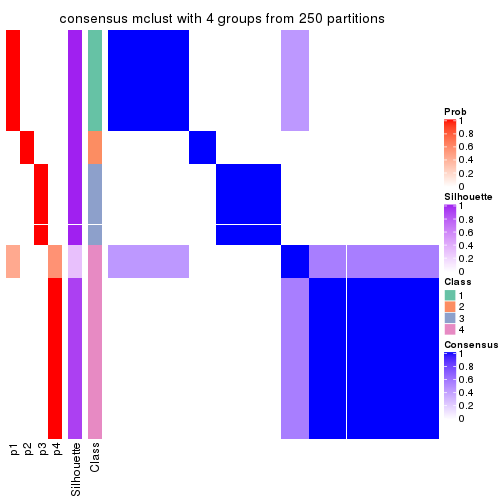 consensus mclust with 4 groups from 250 partitions
Prob
1
0.8
0.6
0.4
0.2
0
Silhouette
1
0.8
0.6
0.4
0.2
0
Class
1
2
3
4
Consensus
1
0.8
0.6
0.4
0.2
0
p1
p2
p3
p4
Silhouette
Class